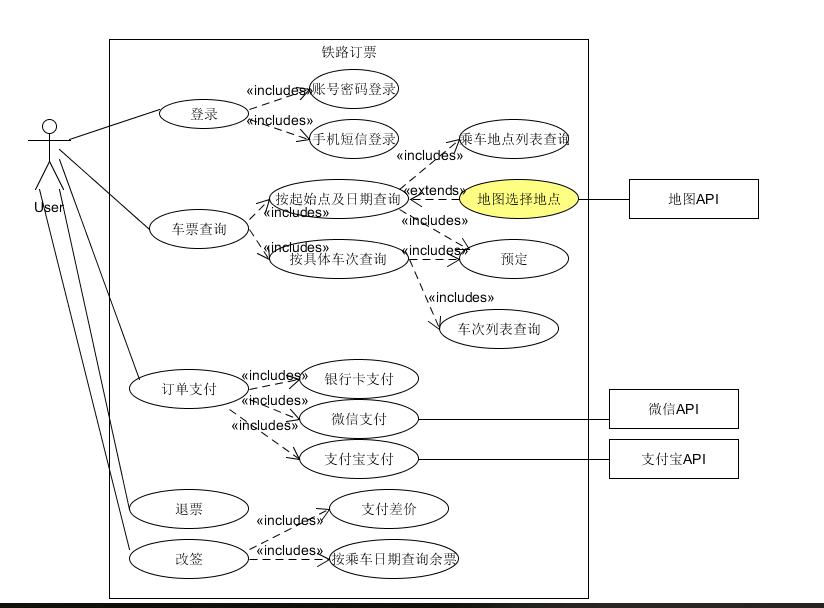 铁路订票
«includes»
账号密码登录
登录
«includes»
手机短信登录
乘车地点列表查询
«includes»
User
按起始点及日期查询
«extends»
地图选择地点
地图API
«includes»
车票查询
«includes»
«includes»
按具体车次查询
«includes»
预定
«includes»
车次列表查询
«includes»
银行卡支付
订单支付
«includes»
微信支付
微信API
«includes»
支付宝支付
支付宝API
退票
支付差价
«includes»
«includes»
改签
按乘车日期查询余票